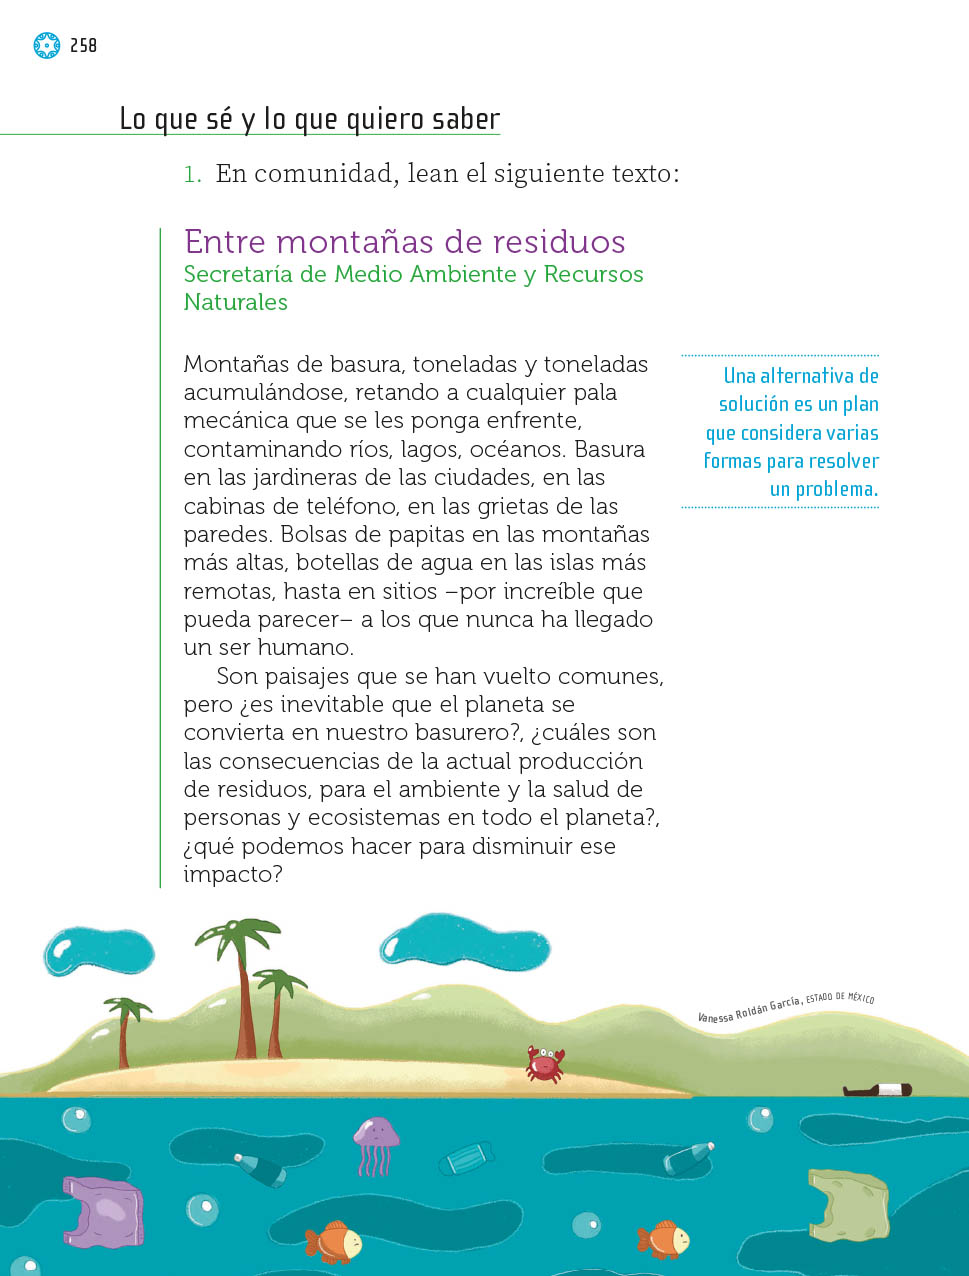 258
Lo que sé y lo que quiero saber
1. En comunidad, lean el siguiente texto:
Entre montañas de residuos
Secretaría de Medio Ambiente y Recursos
Naturales
Montañas de basura, toneladas y toneladas
acumulándose, retando a cualquier pala
mecánica que se les ponga enfrente,
contaminando ríos, lagos, océanos. Basura
en las jardineras de las ciudades, en las
cabinas de teléfono, en las grietas de las
paredes. Bolsas de papitas en las montañas
más altas, botellas de agua en las islas más
remotas, hasta en sitios –por increíble que
pueda parecer– a los que nunca ha llegado
un ser humano.
Son paisajes que se han vuelto comunes,
pero ¿es inevitable que el planeta se
convierta en nuestro basurero?, ¿cuáles son
las consecuencias de la actual producción
de residuos, para el ambiente y la salud de
personas y ecosistemas en todo el planeta?,
¿qué podemos hacer para disminuir ese
impacto?
Una alternativa de
solución es un plan
que considera varias
formas para resolver
un problema.
Vanessa Roldán García, ESTADO DE MÉXICO